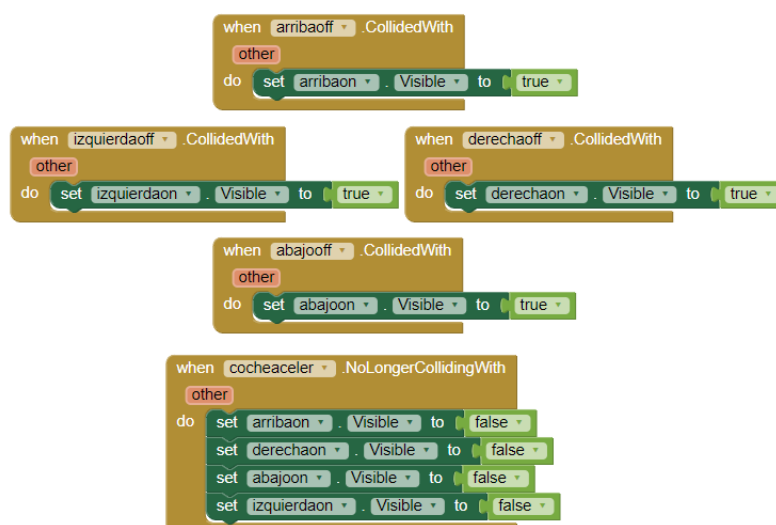 when arribaoff .CollidedWith
other
do set arribaon . Visible to true
when izquierdaoff .CollidedWith
other
do set izquierdaon . Visible to true
when derechaoff .CollidedWith
other
do set derechaon . Visible to true
when abajooff .CollidedWith
other
do set abajoon . Visible to true
when cocheaceler .NoLongerCollidingWith
other
do set arribaon . Visible to false
set derechaon . Visible to false
set abajoon . Visible to false
set izquierdaon . Visible to false